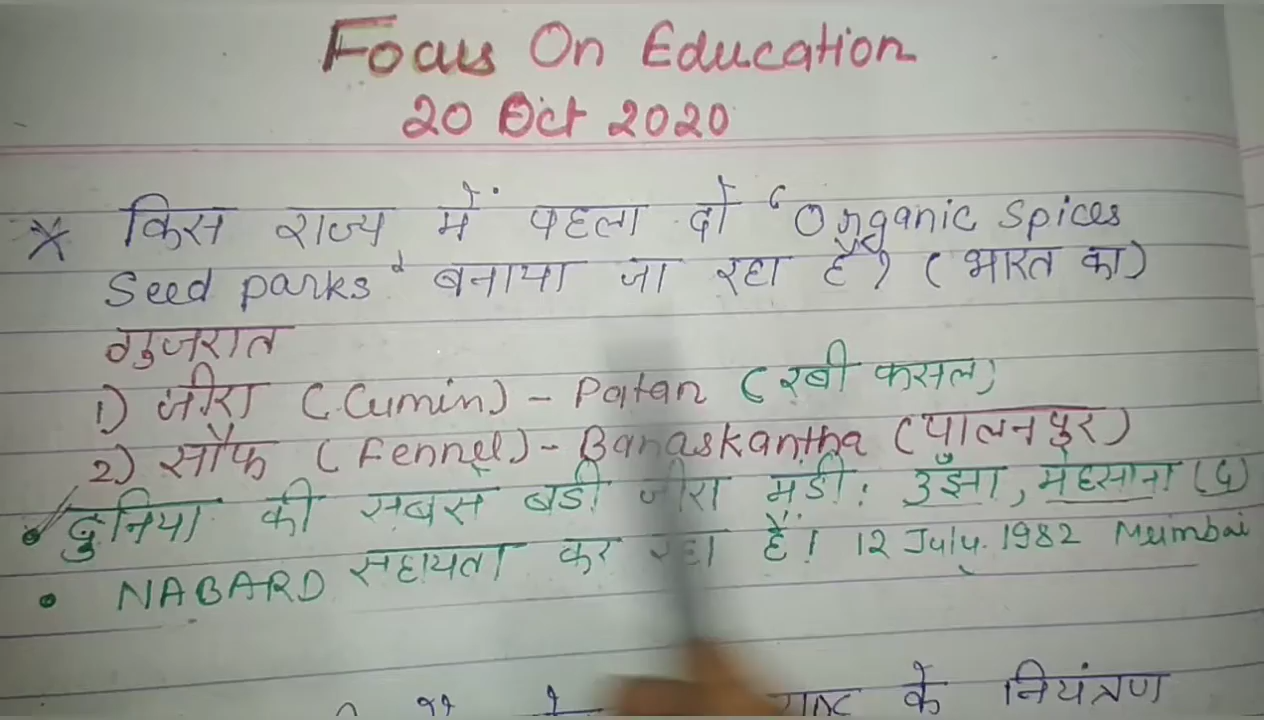 Focus On Education
20 Oct 2020
* किस राज्य में पहला दो "Organic Spices
Seed parks" बनाया जा रहा है? (भारत का)
गुजरात
1) जीरा (Cumin) - Patan (रबी फसल)
2) सौंफ (Fennel) - Banaskantha (पालनपुर)
दुनिया की सबसे बडी जीरा मंडी: उँझा, मेहसाना (G)
• NABARD सहायता कर रहा है। 12 July. 1982 Mumbai
के नियंत्रण